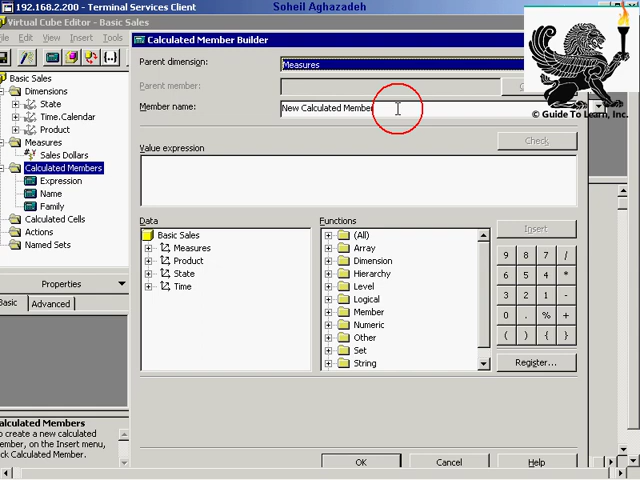 192.168.2.200 - Terminal Services Client
Soheil Aghazadeh
Virtual Cube Editor - Basic Sales
File Edit View Insert Tools
Calculated Member Builder
Parent dimension:
Measures
Parent member:
Member name:
New Calculated Member
© Guide To Learn, Inc.
Check
Value expression
Basic Sales
Dimensions
State
Time.Calendar
Product
Measures
Sales Dollars
Calculated Members
Expression
Name
Family
Calculated Cells
Actions
Named Sets
Properties
Basic
Advanced
Data
Basic Sales
Measures
Product
State
Time
Functions
(All)
Array
Dimension
Hierarchy
Level
Logical
Member
Numeric
Other
Set
String
Insert
9 8 7 /
6 5 4 *
3 2 1 -
0 . % +
( ) { }
Register...
alculated Members
o create a new calculated
ember, on the Insert menu,
ck Calculated Member.
OK
Cancel
Help